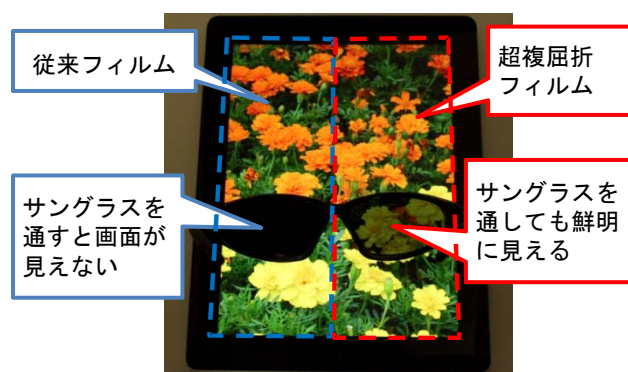 従来フィルム
超複屈折
フィルム
サングラスを
通すと画面が
見えない
サングラスを
通しても鮮明
に見える